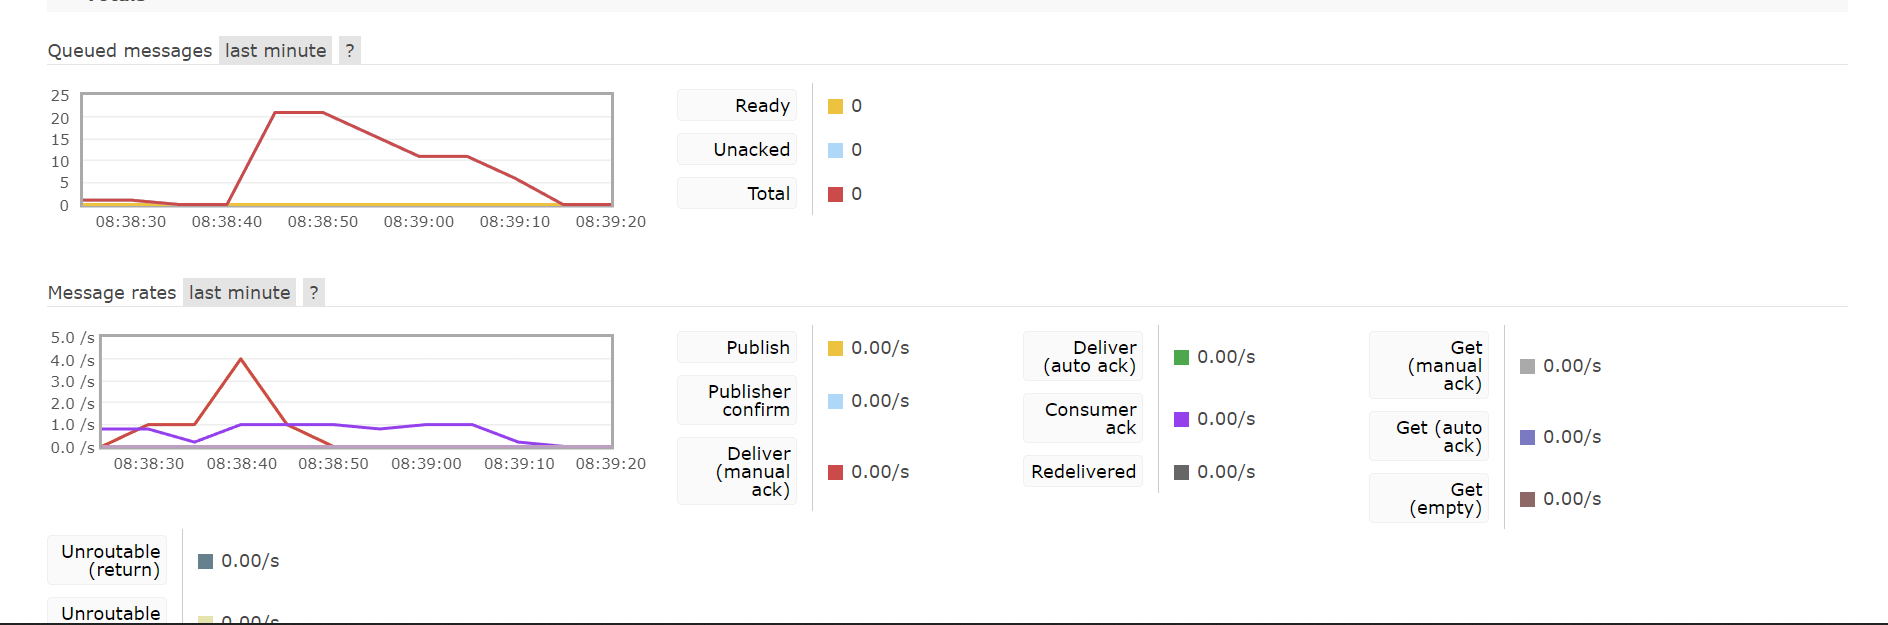 Totals
Queued messages last minute ?
25
20
15
10
5
0
08:38:30 08:38:40 08:38:50 08:39:00 08:39:10 08:39:20
Ready 0
Unacked 0
Total 0
Message rates last minute ?
5.0 /s
4.0 /s
3.0 /s
2.0 /s
1.0 /s
0.0 /s
08:38:30 08:38:40 08:38:50 08:39:00 08:39:10 08:39:20
Publish 0.00/s
Publisher
confirm 0.00/s
Deliver
(manual
ack) 0.00/s
Deliver
(auto ack) 0.00/s
Consumer
ack 0.00/s
Redelivered 0.00/s
Get
(manual
ack) 0.00/s
Get (auto
ack) 0.00/s
Get
(empty) 0.00/s
Unroutable
(return) 0.00/s
Unroutable
0.00/s